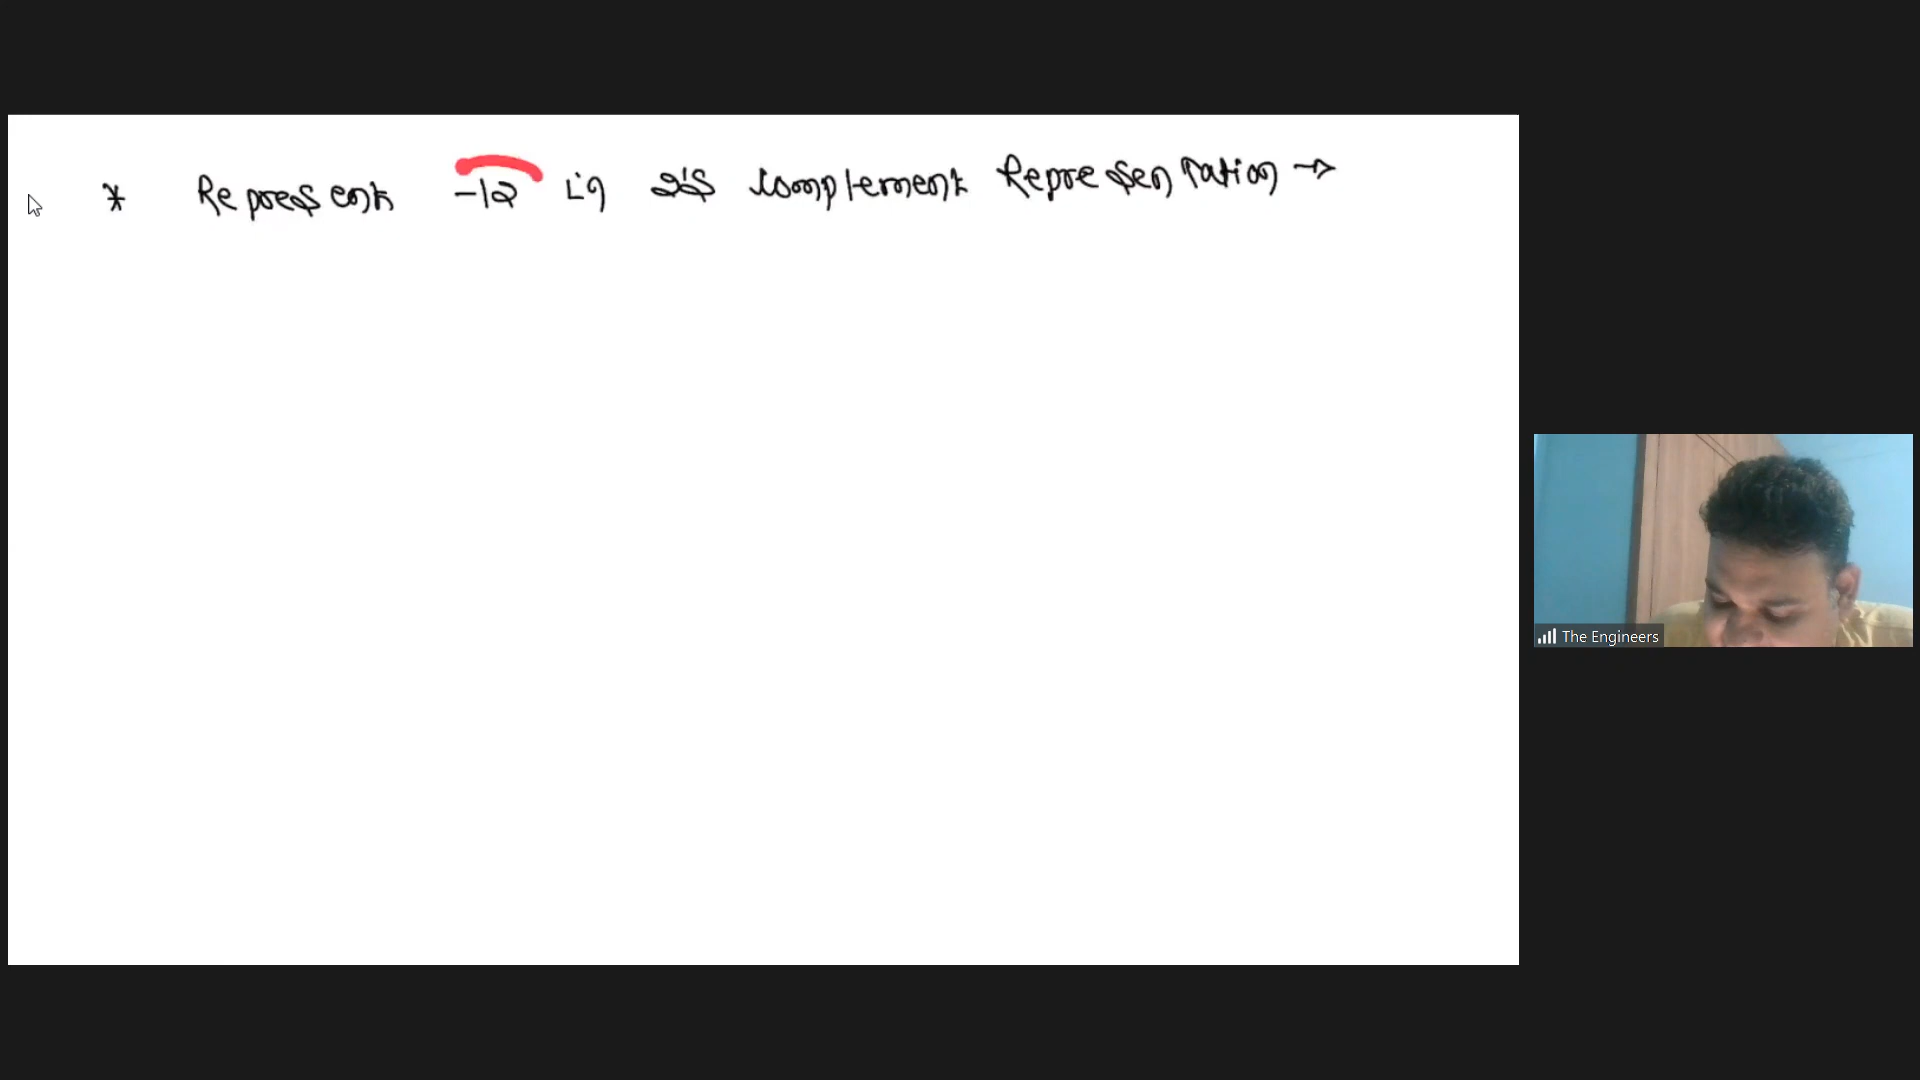 * Represent -12 in 2's complement Representation →
The Engineers